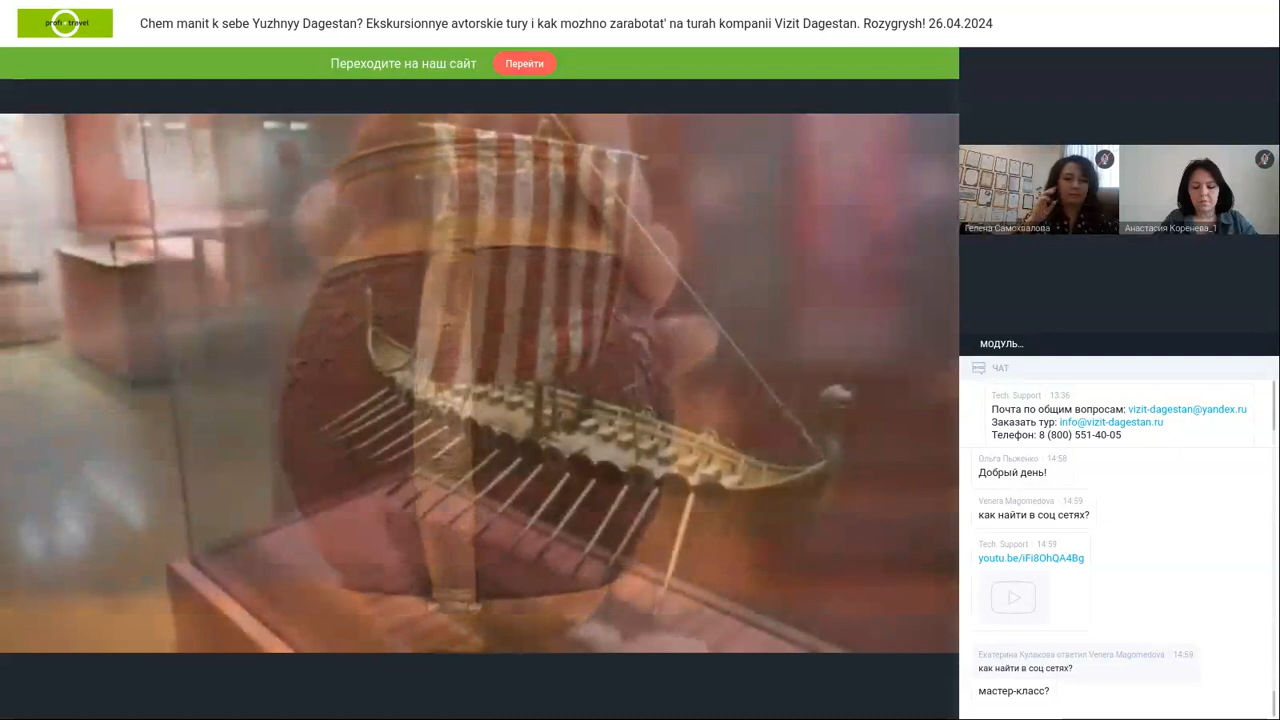 profi travel
Chem manit k sebe Yuzhnyy Dagestan? Ekskursionnye avtorskie tury i kak mozhno zarabotat' na turah kompanii Vizit Dagestan. Rozygrysh! 26.04.2024
Переходите на наш сайт
Перейти
Гелена Самохвалова
Анастасия Коренева_1
МОДУЛЬ...
ЧАТ
Tech. Support · 13:36
Почта по общим вопросам: vizit-dagestan@yandex.ru
Заказать тур: info@vizit-dagestan.ru
Телефон: 8 (800) 551-40-05
Ольга Пыженко · 14:58
Добрый день!
Venera Magomedova · 14:59
как найти в соц сетях?
Tech. Support · 14:59
youtu.be/iFi8OhQA4Bg
Екатерина Кулакова ответил Venera Magomedova · 14:59
как найти в соц сетях?
мастер-класс?